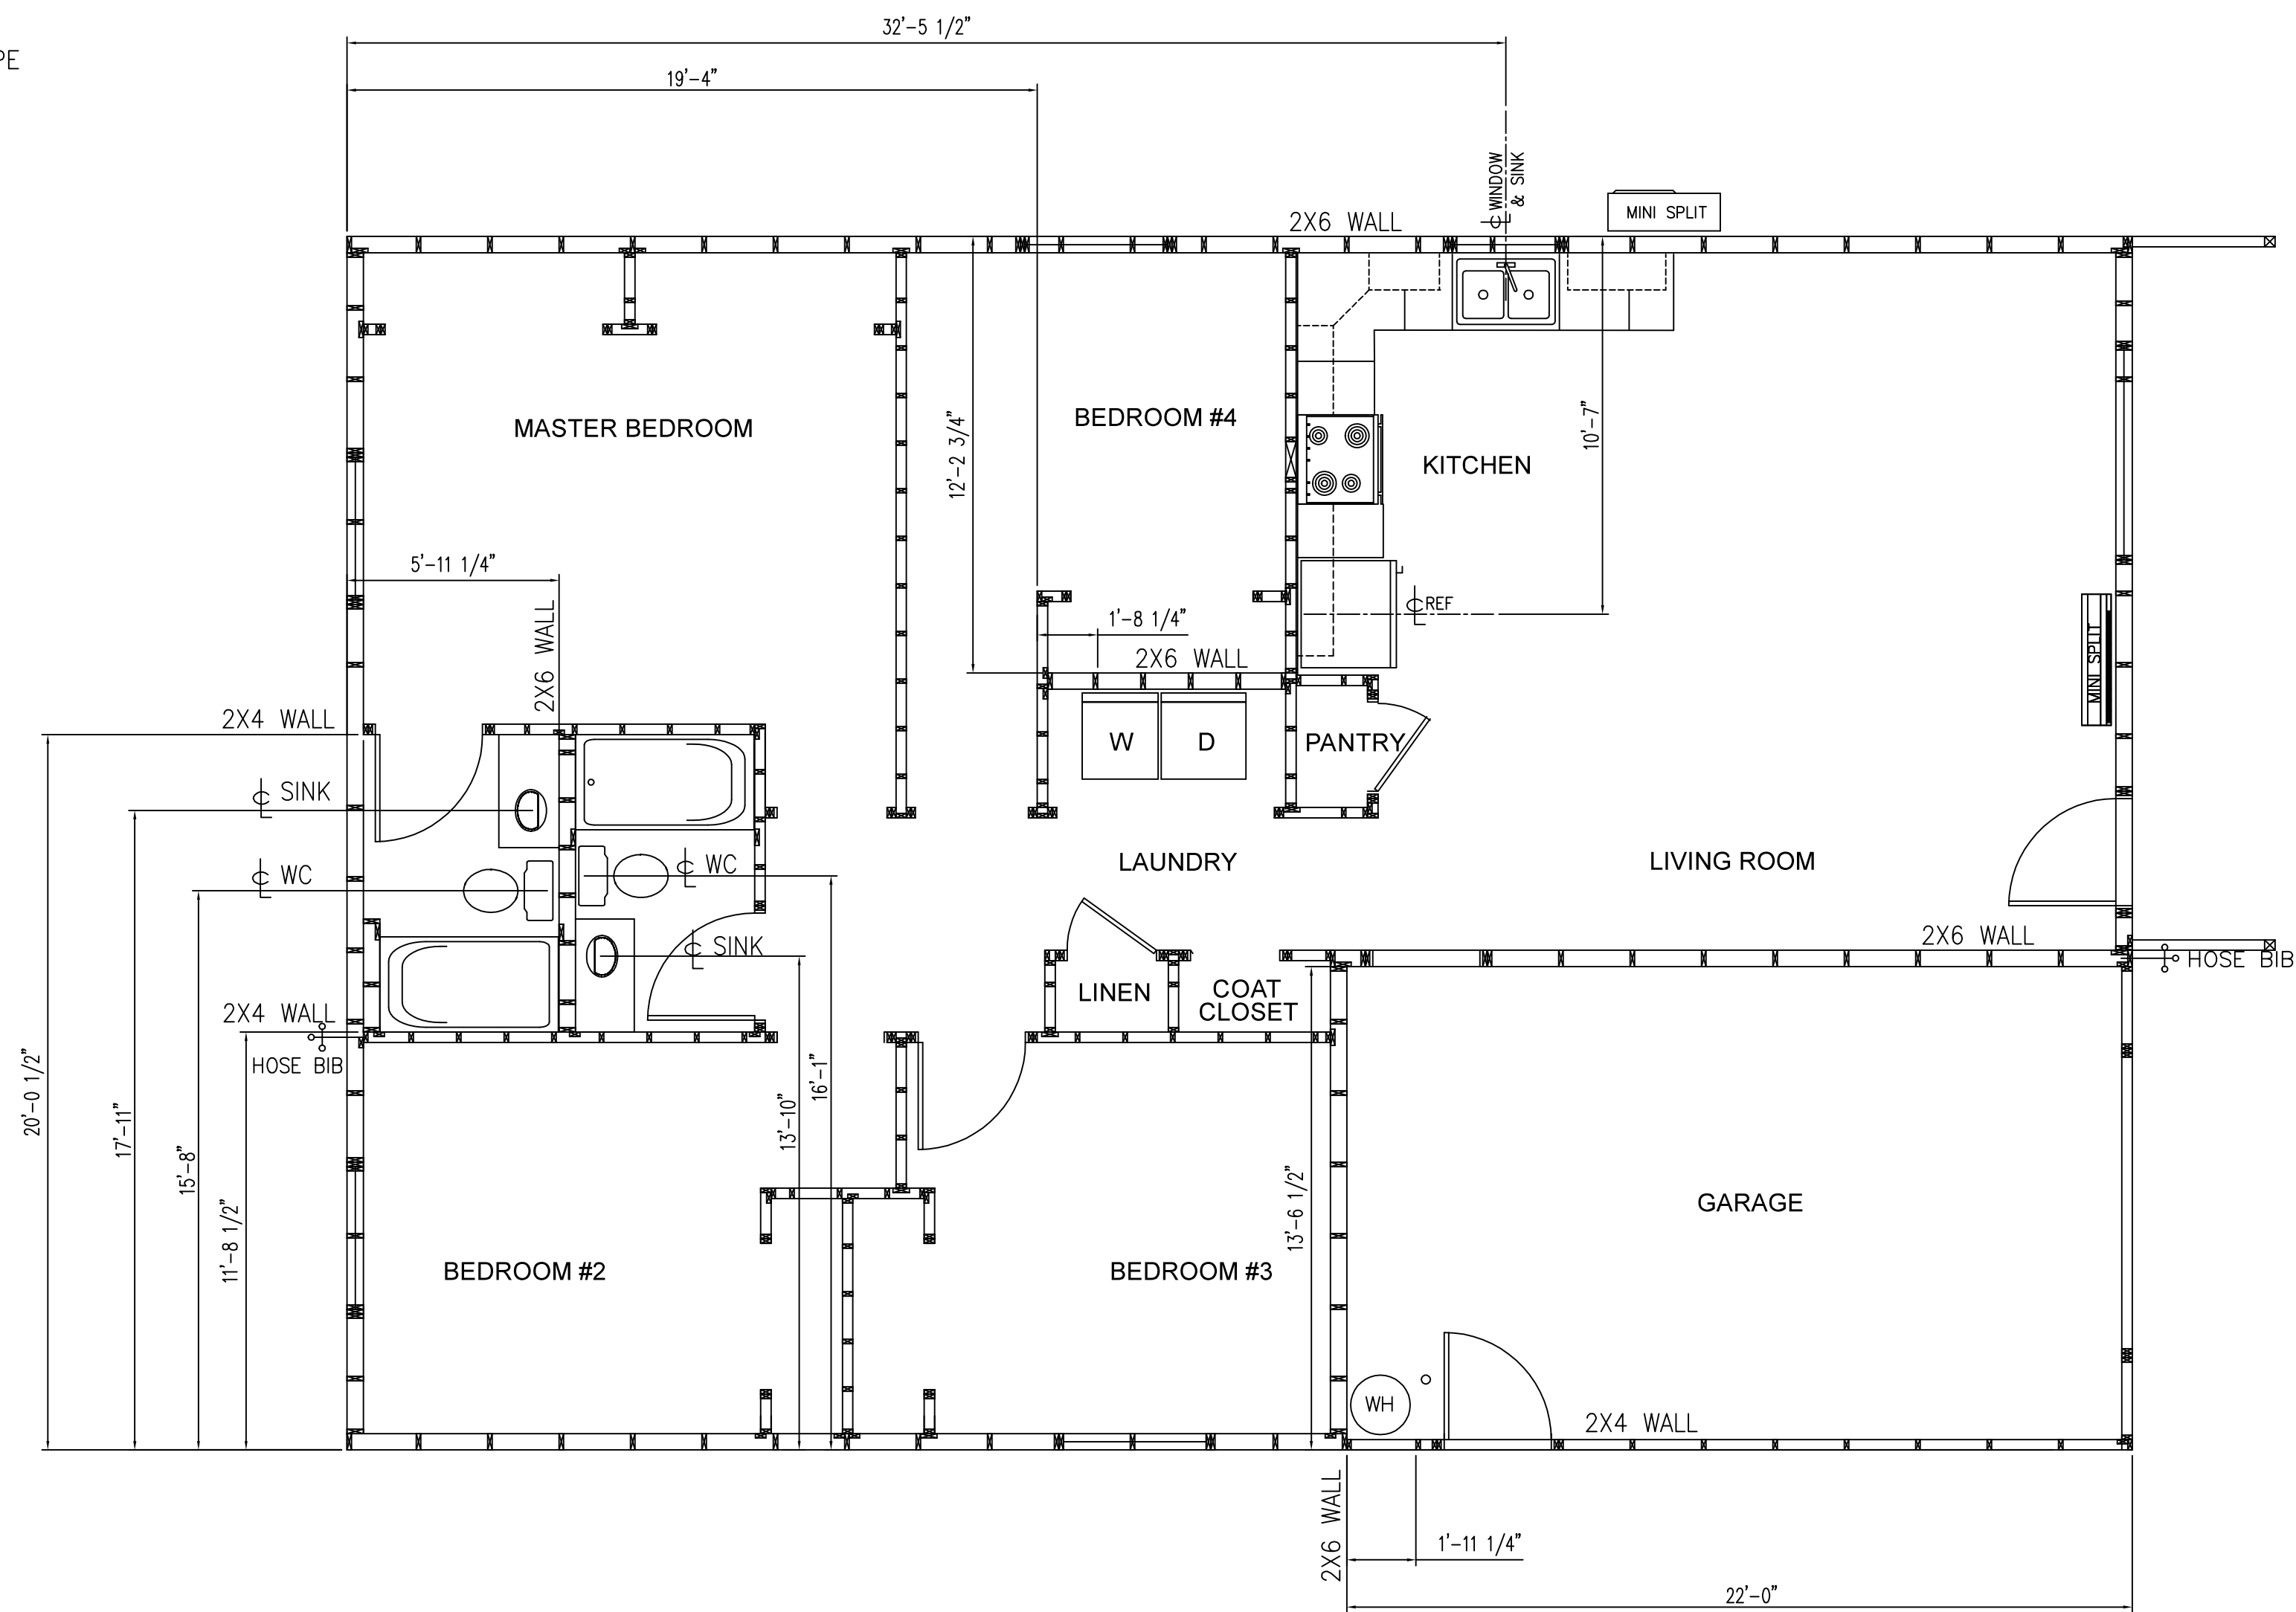 32'-5 1/2"
PE
19'-4"
℄ WINDOW
& SINK
MINI SPLIT
2X6 WALL
MASTER BEDROOM
BEDROOM #4
12'-2 3/4"
10'-7"
KITCHEN
5'-11 1/4"
℄ REF
1'-8 1/4"
2X6 WALL
2X6 WALL
MINI SPLIT
2X4 WALL
W
D
PANTRY
℄ SINK
LAUNDRY
LIVING ROOM
℄ WC
℄ WC
℄ SINK
2X6 WALL
HOSE BIB
LINEN
COAT
CLOSET
2X4 WALL
HOSE BIB
20'-0 1/2"
17'-11"
15'-8"
11'-8 1/2"
13'-10"
16'-1"
13'-6 1/2"
GARAGE
BEDROOM #2
BEDROOM #3
WH
2X4 WALL
2X6 WALL
1'-11 1/4"
22'-0"